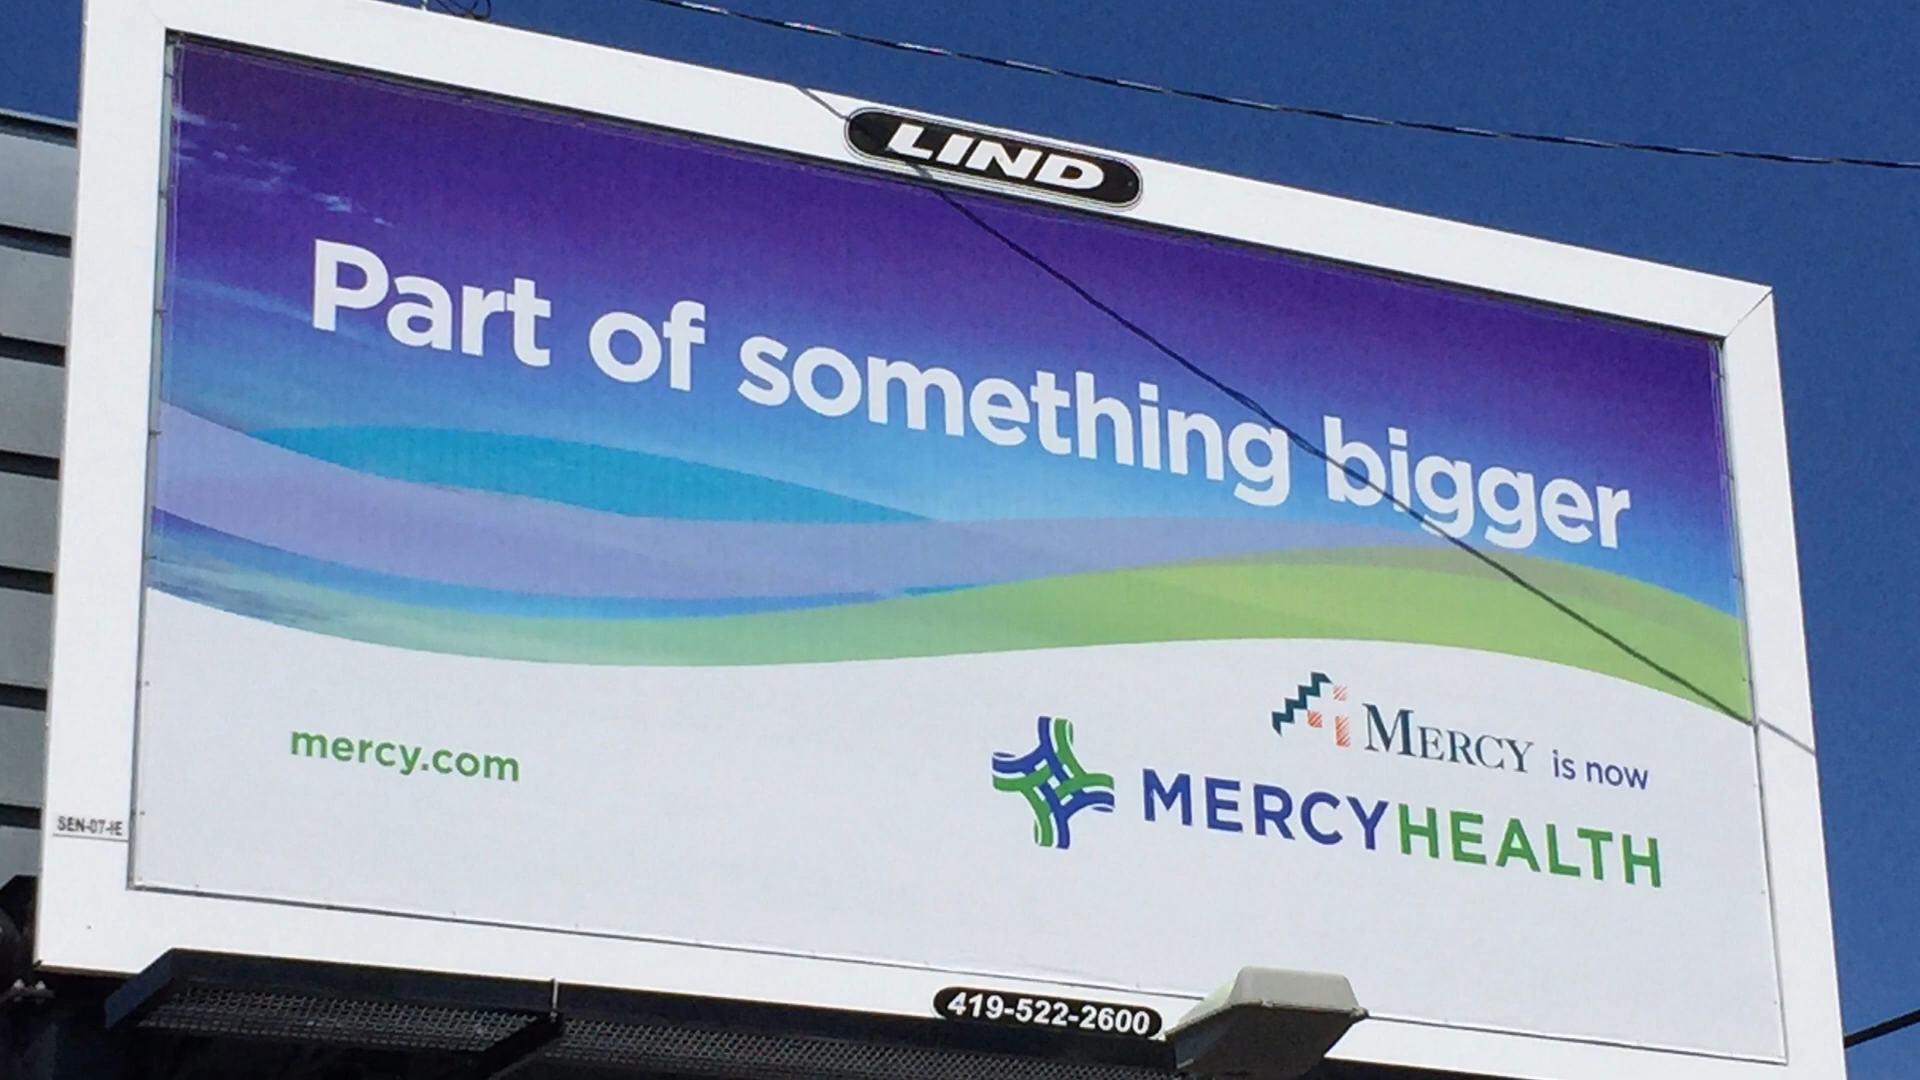 LIND
Part of something bigger
MERCY is now
mercy.com
MERCYHEALTH
SEN-07-IE
419-522-2600